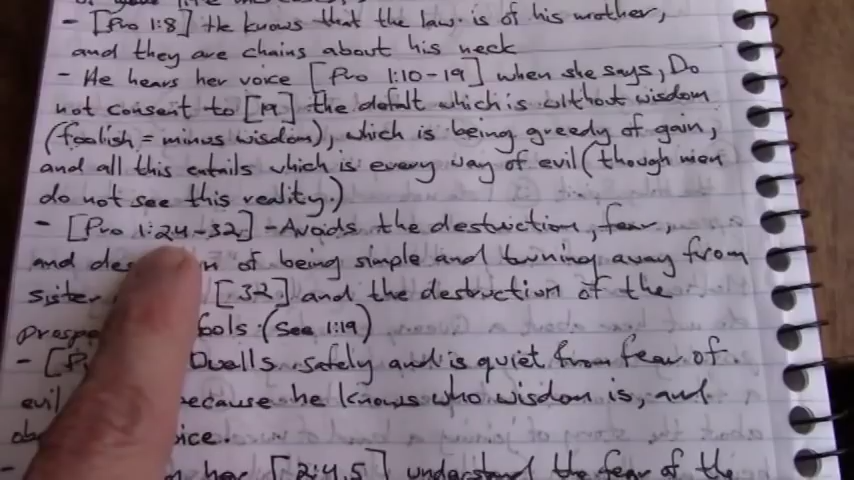 - [Pro 1:8] He knows that the law is of his mother,
and they are chains about his neck
- He hears her voice [Pro 1:10-19] when she says, Do
not consent to [19] the defalt which is without wisdom
(foolish = minus wisdom), which is being greedy of gain,
and all this entails which is every way of evil (though men
do not see this reality.)
- [Pro 1:24-32] - Avoids the destruction, fear,
and of being simple and turning away from
sister [32] and the destruction of the
(See 1:19)
- Dwells safely and is quiet from fear of
evil because he knows who wisdom is, and
her [2:4,5] understand the fear of the